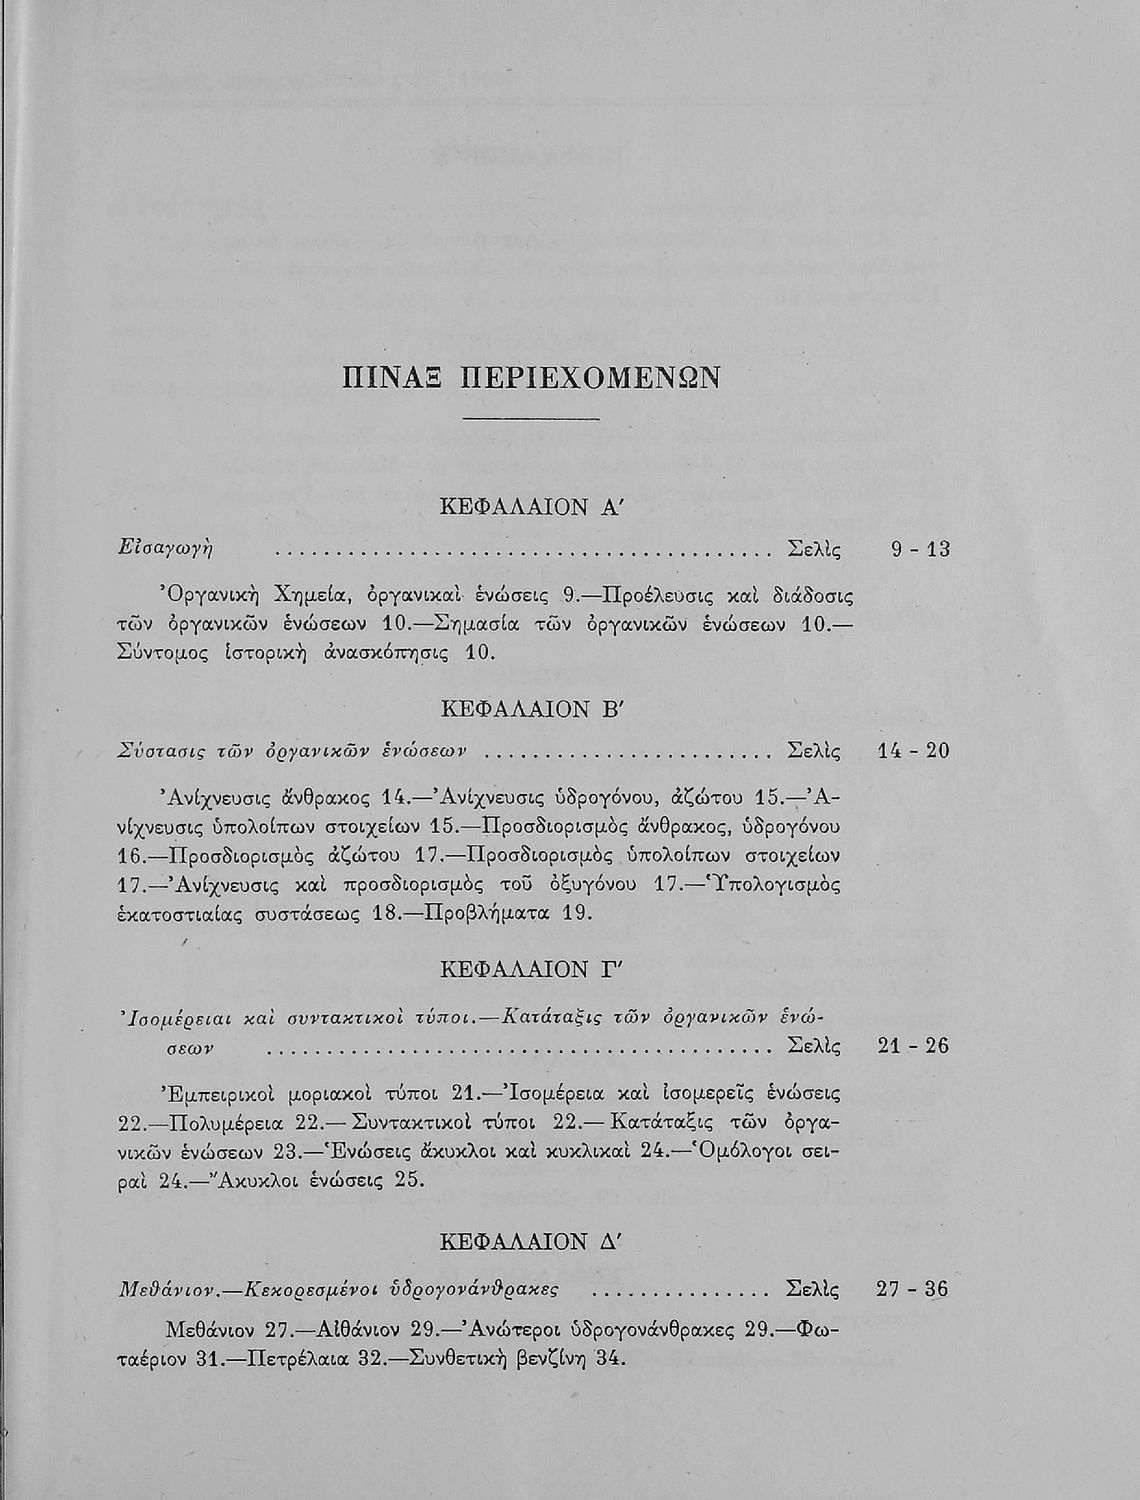 ΠΙΝΑΞ ΠΕΡΙΕΧΟΜΕΝΩΝ
ΚΕΦΑΛΑΙΟΝ Α′
Εἰσαγωγὴ ........................................ Σελὶς 9 - 13
Ὀργανικὴ Χημεία, ὀργανικαὶ ἑνώσεις 9.—Προέλευσις καὶ διάδοσις
τῶν ὀργανικῶν ἑνώσεων 10.—Σημασία τῶν ὀργανικῶν ἑνώσεων 10.—
Σύντομος ἱστορικὴ ἀνασκόπησις 10.
ΚΕΦΑΛΑΙΟΝ Β′
Σύστασις τῶν ὀργανικῶν ἑνώσεων ........................ Σελὶς 14 - 20
Ἀνίχνευσις ἄνθρακος 14.—Ἀνίχνευσις ὑδρογόνου, ἀζώτου 15.—Ἀ-
νίχνευσις ὑπολοίπων στοιχείων 15.—Προσδιορισμὸς ἄνθρακος, ὑδρογόνου
16.—Προσδιορισμὸς ἀζώτου 17.—Προσδιορισμὸς ὑπολοίπων στοιχείων
17.—Ἀνίχνευσις καὶ προσδιορισμὸς τοῦ ὀξυγόνου 17.—Ὑπολογισμὸς
ἑκατοστιαίας συστάσεως 18.—Προβλήματα 19.
ΚΕΦΑΛΑΙΟΝ Γ′
Ἰσομέρειαι καὶ συντακτικοὶ τύποι.—Κατάταξις τῶν ὀργανικῶν ἑνώ-
σεων ......................................... Σελὶς 21 - 26
Ἐμπειρικοὶ μοριακοὶ τύποι 21.—Ἰσομέρεια καὶ ἰσομερεῖς ἑνώσεις
22.—Πολυμέρεια 22.— Συντακτικοὶ τύποι 22.— Κατάταξις τῶν ὀργα-
νικῶν ἑνώσεων 23.—Ἑνώσεις ἄκυκλοι καὶ κυκλικαὶ 24.—Ὁμόλογοι σει-
ραὶ 24.—Ἄκυκλοι ἑνώσεις 25.
ΚΕΦΑΛΑΙΟΝ Δ′
Μεθάνιον.—Κεκορεσμένοι ὑδρογονάνθρακες ............... Σελὶς 27 - 36
Μεθάνιον 27.—Αἰθάνιον 29.—Ἀνώτεροι ὑδρογονάνθρακες 29.—Φω-
ταέριον 31.—Πετρέλαια 32.—Συνθετικὴ βενζίνη 34.